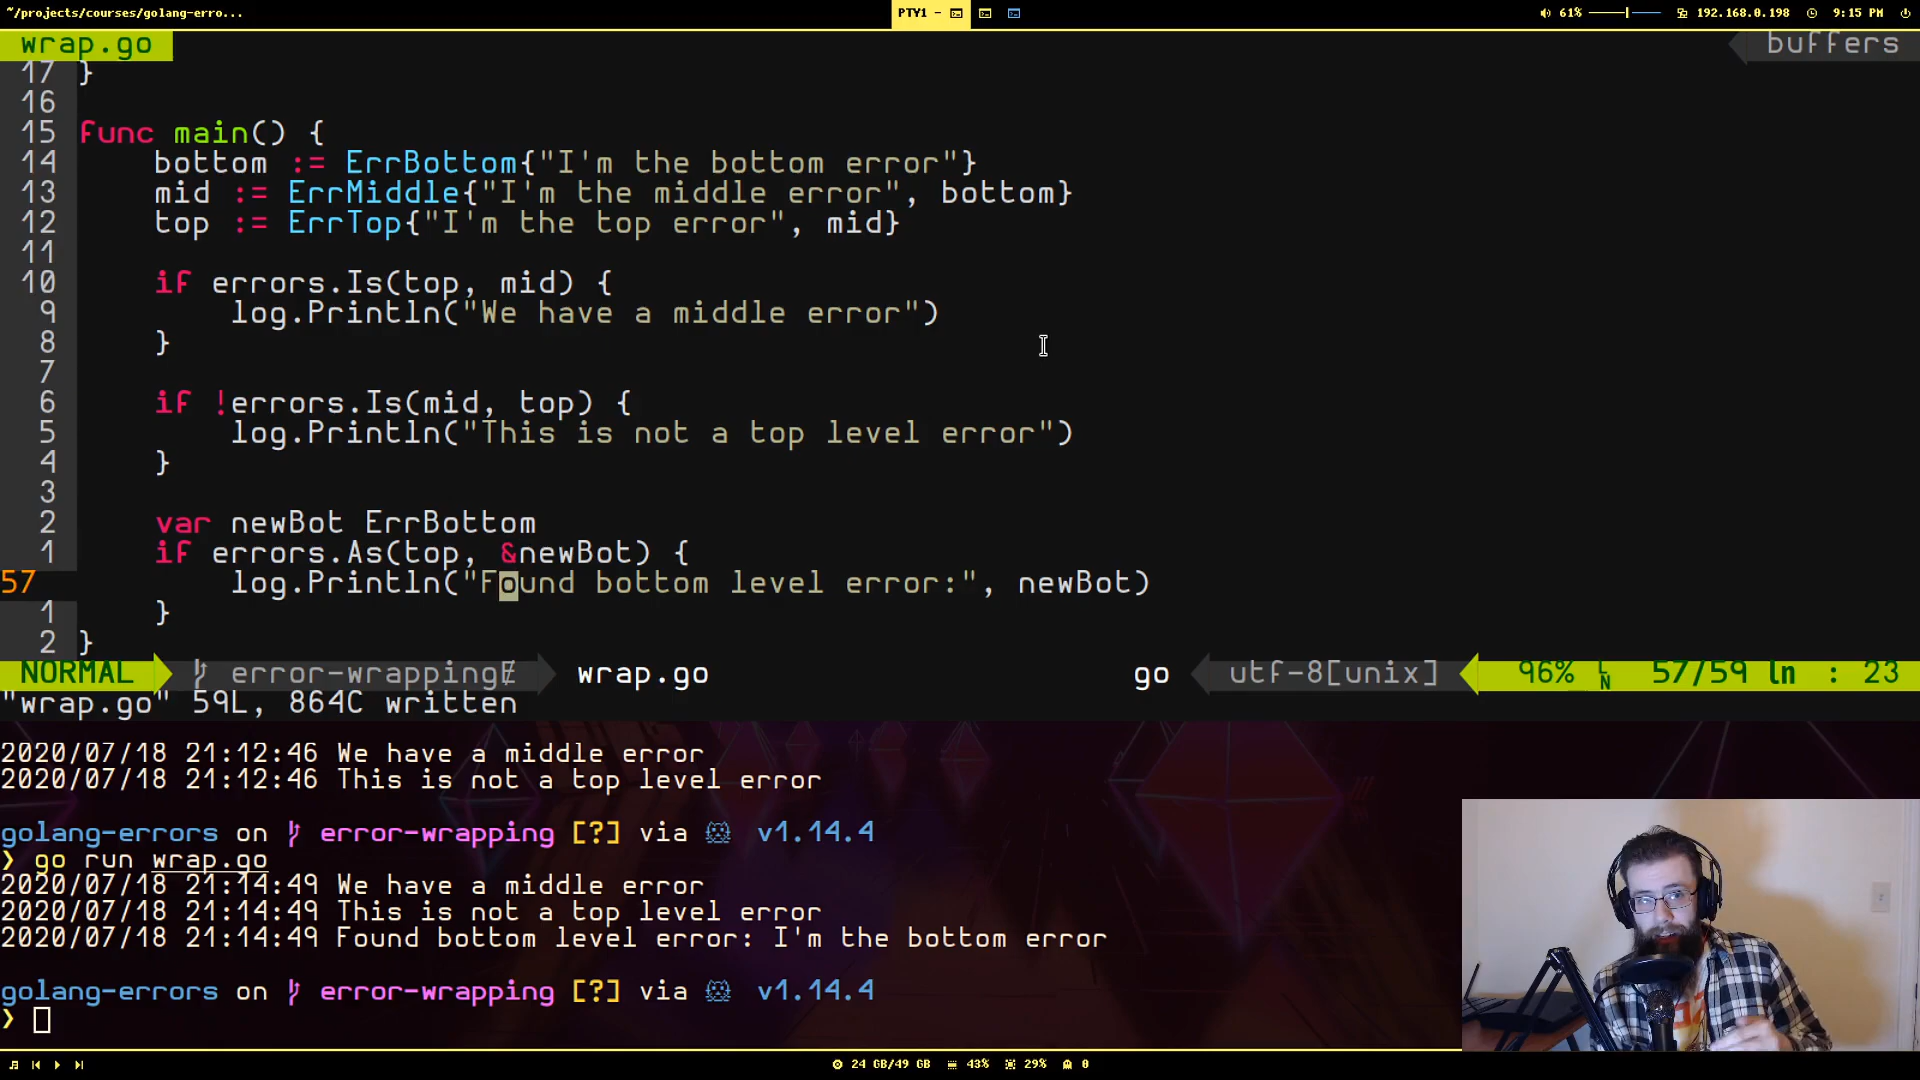 ~/projects/courses/golang-erro...
PTY1 -
61%
192.168.0.198
9:15 PM
wrap.go
buffers
17 }
16
15 func main() {
14 bottom := ErrBottom{"I'm the bottom error"}
13 mid := ErrMiddle{"I'm the middle error", bottom}
12 top := ErrTop{"I'm the top error", mid}
11
10 if errors.Is(top, mid) {
9 log.Println("We have a middle error")
8 }
7
6 if !errors.Is(mid, top) {
5 log.Println("This is not a top level error")
4 }
3
2 var newBot ErrBottom
1 if errors.As(top, &newBot) {
57 log.Println("Found bottom level error:", newBot)
1 }
2 }
NORMAL error-wrapping wrap.go go utf-8[unix] 96% LN 57/59 ln : 23
"wrap.go" 59L, 864C written
2020/07/18 21:12:46 We have a middle error
2020/07/18 21:12:46 This is not a top level error
golang-errors on error-wrapping [?] via v1.14.4
❯ go run wrap.go
2020/07/18 21:14:49 We have a middle error
2020/07/18 21:14:49 This is not a top level error
2020/07/18 21:14:49 Found bottom level error: I'm the bottom error
golang-errors on error-wrapping [?] via v1.14.4
❯
24 GB/49 GB 43% 29% 0